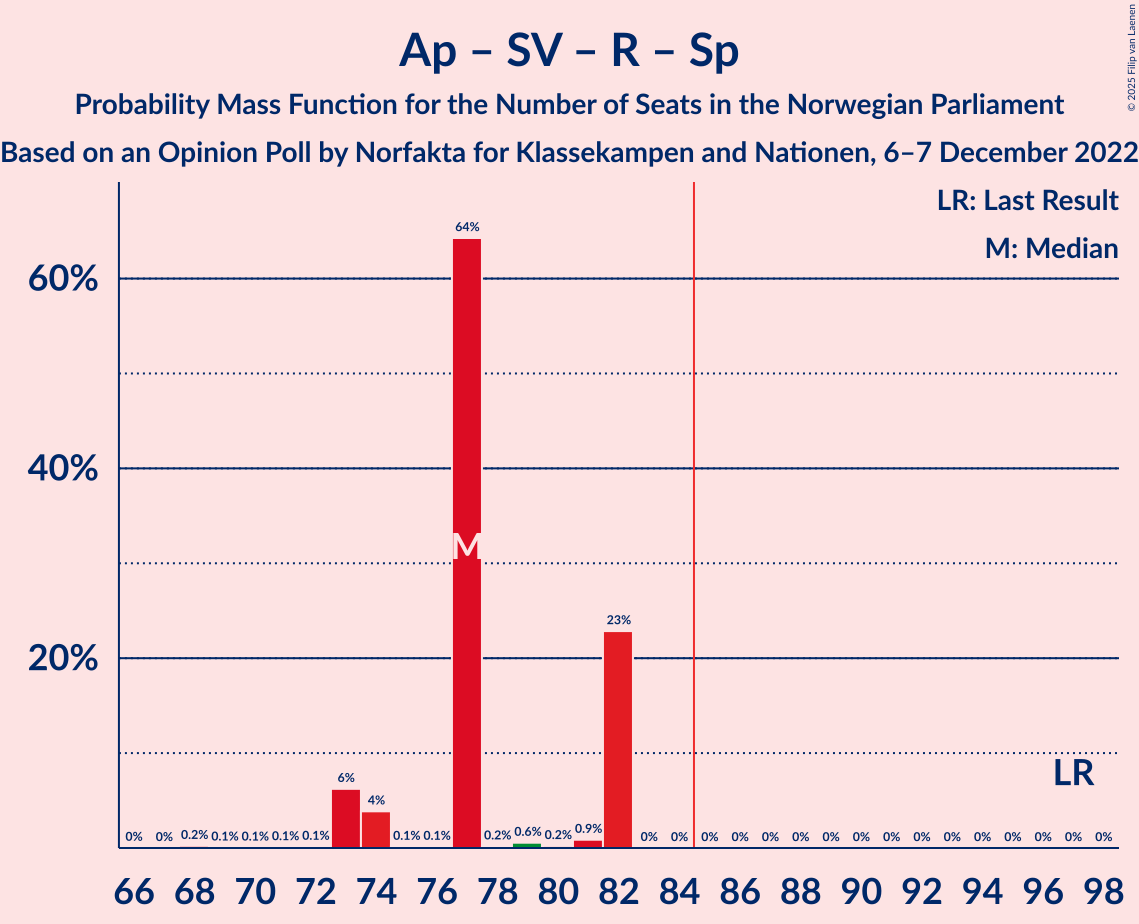 Ap – SV – R – Sp
Probability Mass Function for the Number of Seats in the Norwegian Parliament
Based on an Opinion Poll by Norfakta for Klassekampen and Nationen, 6–7 December 2022
© 2025 Filip van Laenen
LR: Last Result
M: Median
60%
40%
20%
64%
M
23%
LR
6%
4%
0% 0% 0.2% 0.1% 0.1% 0.1% 0.1% 0.1% 0.1% 0.2% 0.6% 0.2% 0.9% 0% 0% 0% 0% 0% 0% 0% 0% 0% 0% 0% 0% 0% 0% 0% 0%
66 68 70 72 74 76 78 80 82 84 86 88 90 92 94 96 98